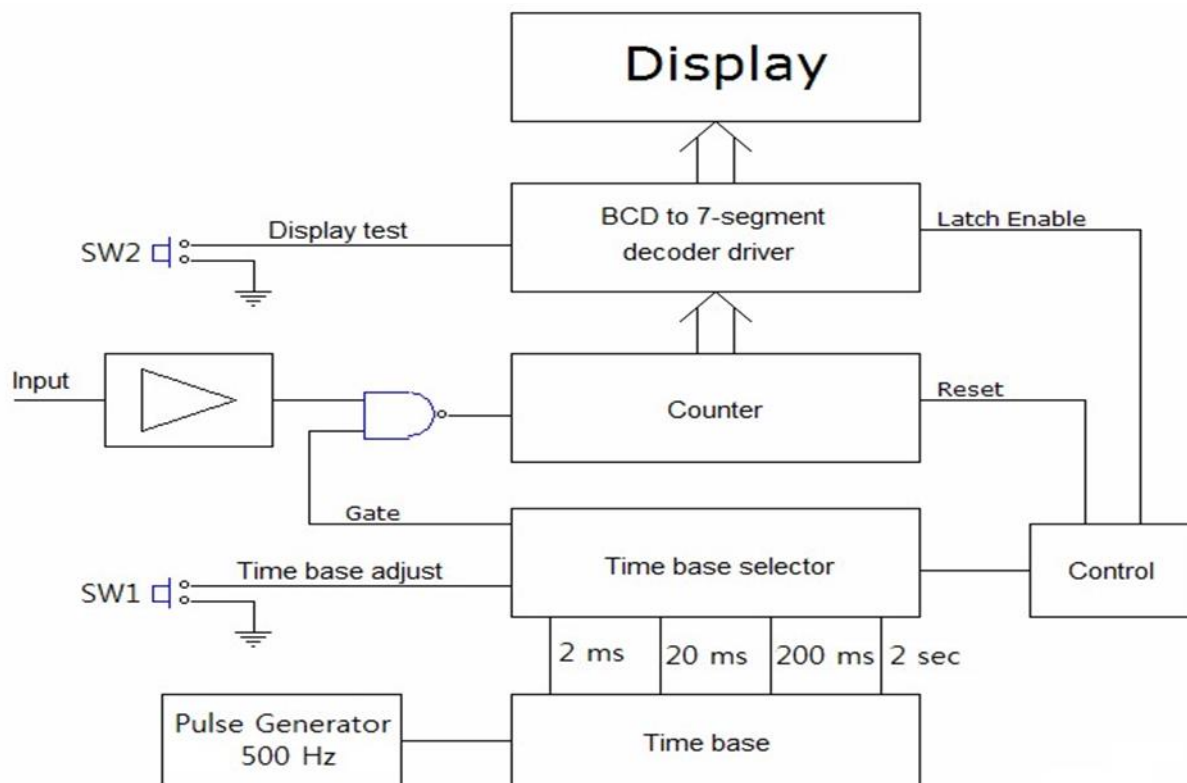 Display
BCD to 7-segment
decoder driver
Latch Enable
Display test
SW2
Input
Counter
Reset
Gate
Time base selector
Control
Time base adjust
SW1
2 ms
20 ms
200 ms
2 sec
Pulse Generator
500 Hz
Time base